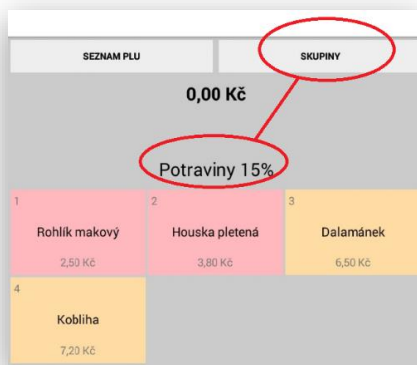 SEZNAM PLU SKUPINY
0,00 Kč
Potraviny 15%
1 2 3
Rohlík makový Houska pletená Dalamánek
2,50 Kč 3,80 Kč 6,50 Kč
4
Kobliha
7,20 Kč